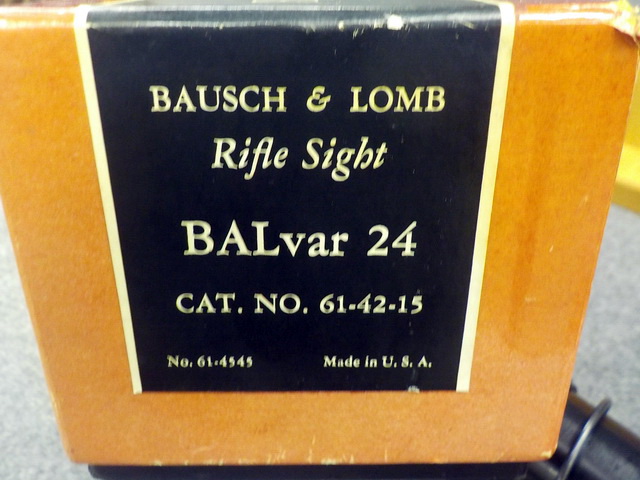 BAUSCH & LOMB
Rifle Sight
BALvar 24
CAT. NO. 61-42-15
No. 61-4545 Made in U. S. A.